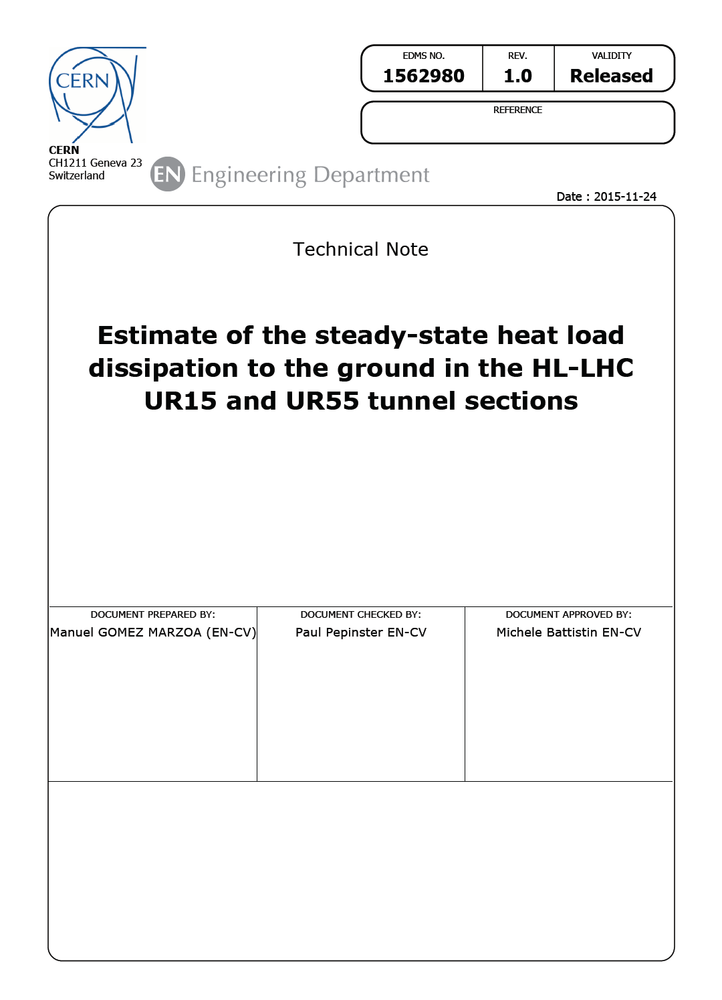 CERN
EDMS NO.
1562980
REV.
1.0
VALIDITY
Released
REFERENCE
CERN
CH1211 Geneva 23
Switzerland
EN Engineering Department
Date : 2015-11-24
Technical Note
Estimate of the steady-state heat load
dissipation to the ground in the HL-LHC
UR15 and UR55 tunnel sections
DOCUMENT PREPARED BY:
Manuel GOMEZ MARZOA (EN-CV)
DOCUMENT CHECKED BY:
Paul Pepinster EN-CV
DOCUMENT APPROVED BY:
Michele Battistin EN-CV